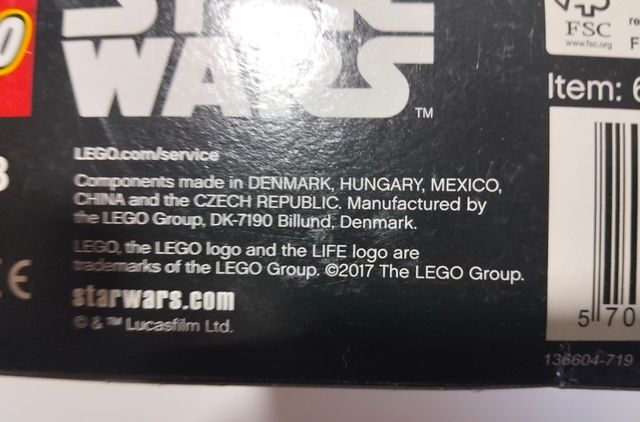 STAR
WARS
™
FSC
www.fsc.org
Item: 6
LEGO.com/service
Components made in DENMARK, HUNGARY, MEXICO,
CHINA and the CZECH REPUBLIC. Manufactured by
the LEGO Group, DK-7190 Billund, Denmark.
LEGO, the LEGO logo and the LIFE logo are
trademarks of the LEGO Group. ©2017 The LEGO Group.
CE
starwars.com
© & ™ Lucasfilm Ltd.
5 70
136604-719